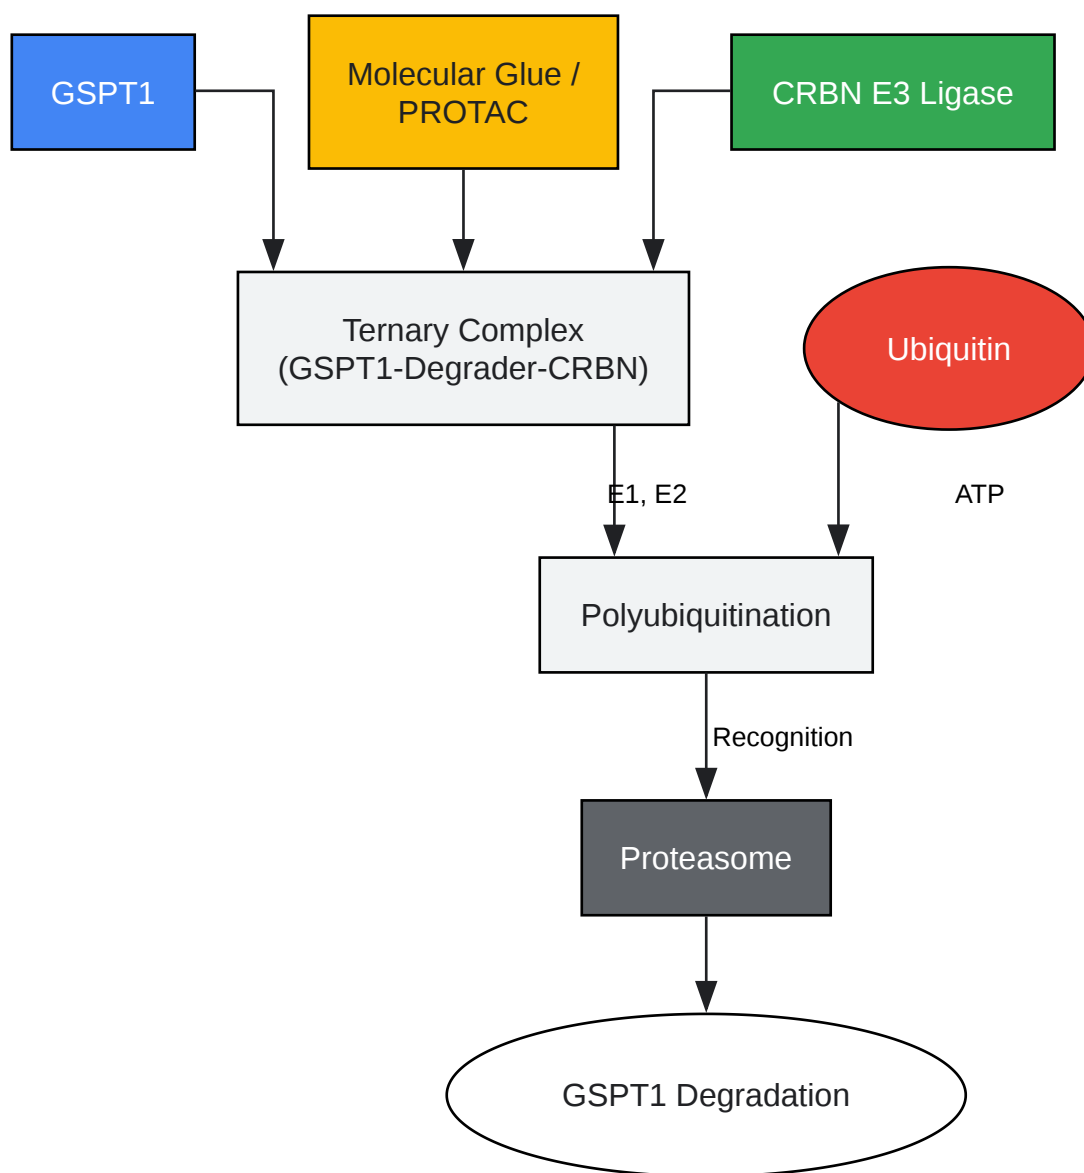 GSPT1
Molecular Glue /
PROTAC
CRBN E3 Ligase
Ternary Complex
(GSPT1-Degrader-CRBN)
Ubiquitin
E1, E2
ATP
Polyubiquitination
Recognition
Proteasome
GSPT1 Degradation